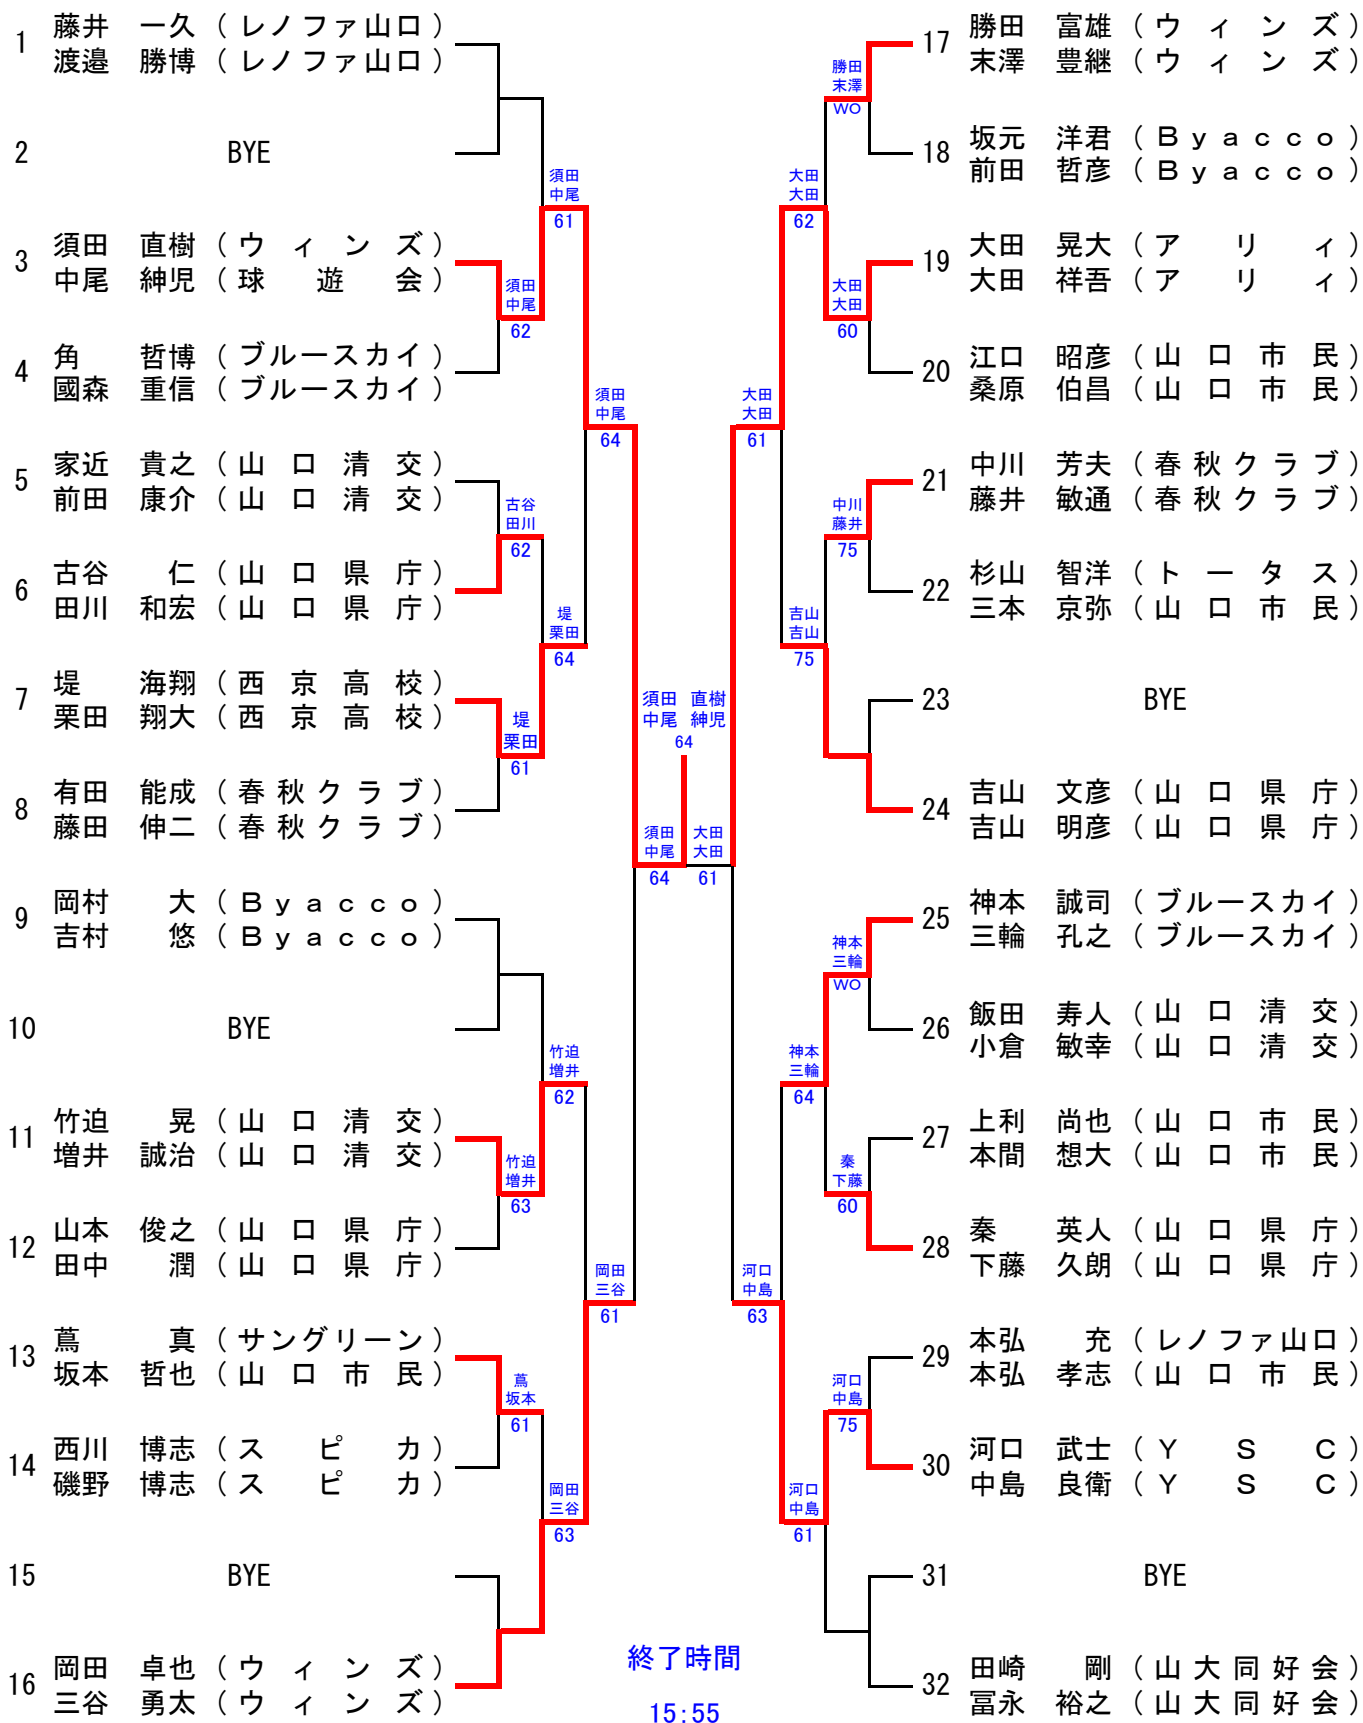 1 藤井 一久 (レノファ山口)
渡邉 勝博 (レノファ山口)
2 BYE
3 須田 直樹 (ウィンズ)
中尾 紳児 (球遊会)
4 角 哲博 (ブルースカイ)
國森 重信 (ブルースカイ)
5 家近 貴之 (山口清交)
前田 康介 (山口清交)
6 古谷 仁 (山口県庁)
田川 和宏 (山口県庁)
7 堤 海翔 (西京高校)
栗田 翔大 (西京高校)
8 有田 能成 (春秋クラブ)
藤田 伸二 (春秋クラブ)
9 岡村 大 (Byacco)
吉村 悠 (Byacco)
10 BYE
11 竹迫 晃 (山口清交)
増井 誠治 (山口清交)
12 山本 俊之 (山口県庁)
田中 潤 (山口県庁)
13 蔦 真 (サングリーン)
坂本 哲也 (山口市民)
14 西川 博志 (スピカ)
磯野 博志 (スピカ)
15 BYE
16 岡田 卓也 (ウィンズ)
三谷 勇太 (ウィンズ)
須田
中尾
62
古谷
田川
62
堤
栗田
61
竹迫
増井
63
蔦
坂本
61
須田
中尾
61
堤
栗田
64
竹迫
増井
62
岡田
三谷
63
須田
中尾
64
岡田
三谷
61
須田
中尾
64
須田 直樹
中尾 紳児
64
大田
大田
61
大田
大田
61
河口
中島
63
大田
大田
62
吉山
吉山
75
神本
三輪
64
河口
中島
61
勝田
末澤
WO
大田
大田
60
中川
藤井
75
神本
三輪
WO
秦
下藤
60
河口
中島
75
17 勝田 富雄 (ウィンズ)
末澤 豊継 (ウィンズ)
18 坂元 洋君 (Byacco)
前田 哲彦 (Byacco)
19 大田 晃大 (アリィ)
大田 祥吾 (アリィ)
20 江口 昭彦 (山口市民)
桑原 伯昌 (山口市民)
21 中川 芳夫 (春秋クラブ)
藤井 敏通 (春秋クラブ)
22 杉山 智洋 (トータス)
三本 京弥 (山口市民)
23 BYE
24 吉山 文彦 (山口県庁)
吉山 明彦 (山口県庁)
25 神本 誠司 (ブルースカイ)
三輪 孔之 (ブルースカイ)
26 飯田 寿人 (山口清交)
小倉 敏幸 (山口清交)
27 上利 尚也 (山口市民)
本間 想大 (山口市民)
28 秦 英人 (山口県庁)
下藤 久朗 (山口県庁)
29 本弘 充 (レノファ山口)
本弘 孝志 (山口市民)
30 河口 武士 (YSC)
中島 良衛 (YSC)
31 BYE
32 田崎 剛 (山大同好会)
冨永 裕之 (山大同好会)
終了時間
15:55